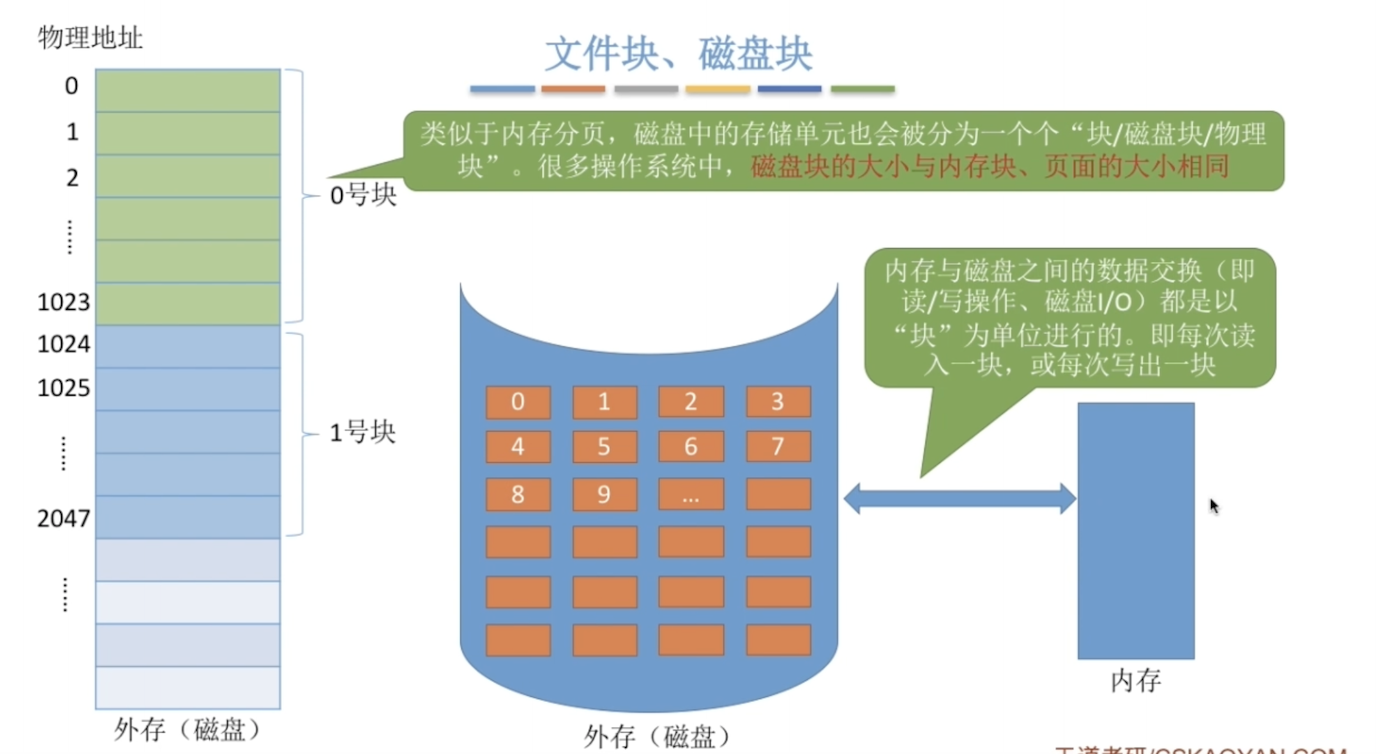 物理地址
文件块、磁盘块
0
1
2
……
1023
1024
1025
……
2047
……
0号块
1号块
外存（磁盘）
类似于内存分页，磁盘中的存储单元也会被分为一个个“块/磁盘块/物理
块”。很多操作系统中，磁盘块的大小与内存块、页面的大小相同
0 1 2 3
4 5 6 7
8 9 ...
外存（磁盘）
内存与磁盘之间的数据交换（即
读/写操作、磁盘I/O）都是以
“块”为单位进行的。即每次读
入一块，或每次写出一块
内存
王道考研/CSKAOYAN.COM